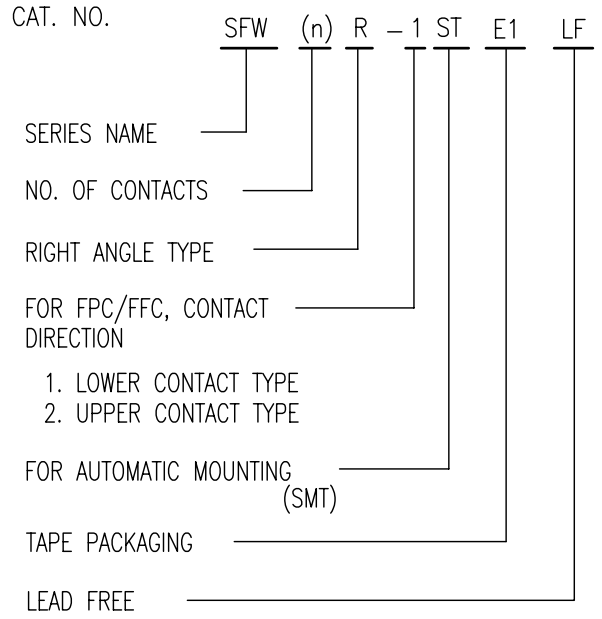 CAT. NO.
SFW (n) R – 1 ST E1 LF
SERIES NAME
NO. OF CONTACTS
RIGHT ANGLE TYPE
FOR FPC/FFC, CONTACT
DIRECTION
1. LOWER CONTACT TYPE
2. UPPER CONTACT TYPE
FOR AUTOMATIC MOUNTING
(SMT)
TAPE PACKAGING
LEAD FREE